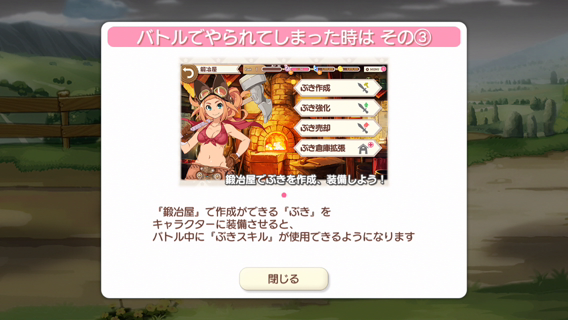 バトルでやられてしまった時は その③
鍛冶屋
ぶき作成
ぶき強化
ぶき売却
ぶき倉庫拡張
鍛冶屋でぶきを作成、装備しよう！
「鍛冶屋」で作成ができる「ぶき」を
キャラクターに装備させると、
バトル中に「ぶきスキル」が使用できるようになります
閉じる